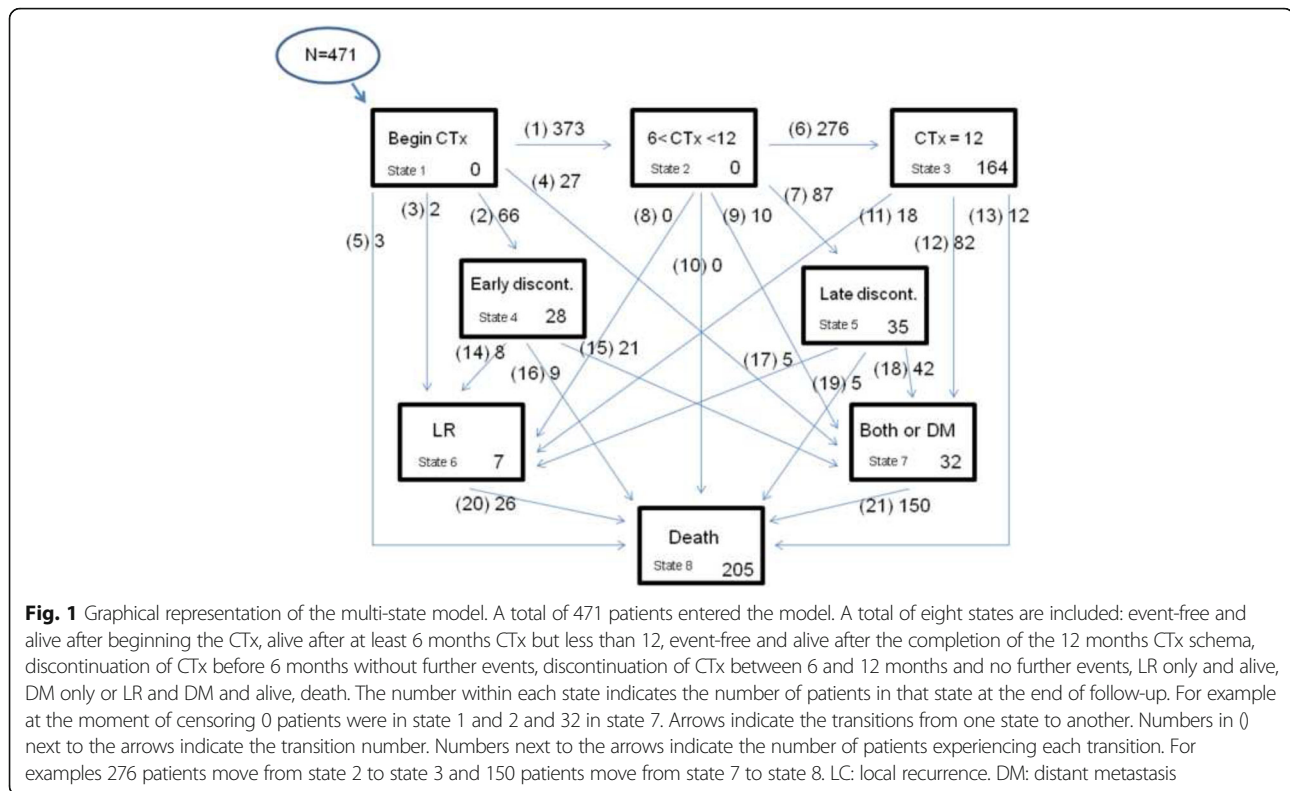 N=471
Begin CTx
State 1 0
(1) 373
6< CTx <12
State 2 0
(6) 276
CTx = 12
State 3 164
(4) 27
(7) 87
(3) 2
(2) 66
(8) 0
(9) 10
(11) 18
(13) 12
(5) 3
(12) 82
(10) 0
Early discont.
State 4 28
Late discont.
State 5 35
(14) 8
(15) 21
(16) 9
(17) 5
(18) 42
(19) 5
LR
State 6 7
Both or DM
State 7 32
(20) 26
(21) 150
Death
State 8 205
Fig. 1 Graphical representation of the multi-state model. A total of 471 patients entered the model. A total of eight states are included: event-free and
alive after beginning the CTx, alive after at least 6 months CTx but less than 12, event-free and alive after the completion of the 12 months CTx schema,
discontinuation of CTx before 6 months without further events, discontinuation of CTx between 6 and 12 months and no further events, LR only and alive,
DM only or LR and DM and alive, death. The number within each state indicates the number of patients in that state at the end of follow-up. For example
at the moment of censoring 0 patients were in state 1 and 2 and 32 in state 7. Arrows indicate the transitions from one state to another. Numbers in ()
next to the arrows indicate the transition number. Numbers next to the arrows indicate the number of patients experiencing each transition. For
examples 276 patients move from state 2 to state 3 and 150 patients move from state 7 to state 8. LC: local recurrence. DM: distant metastasis